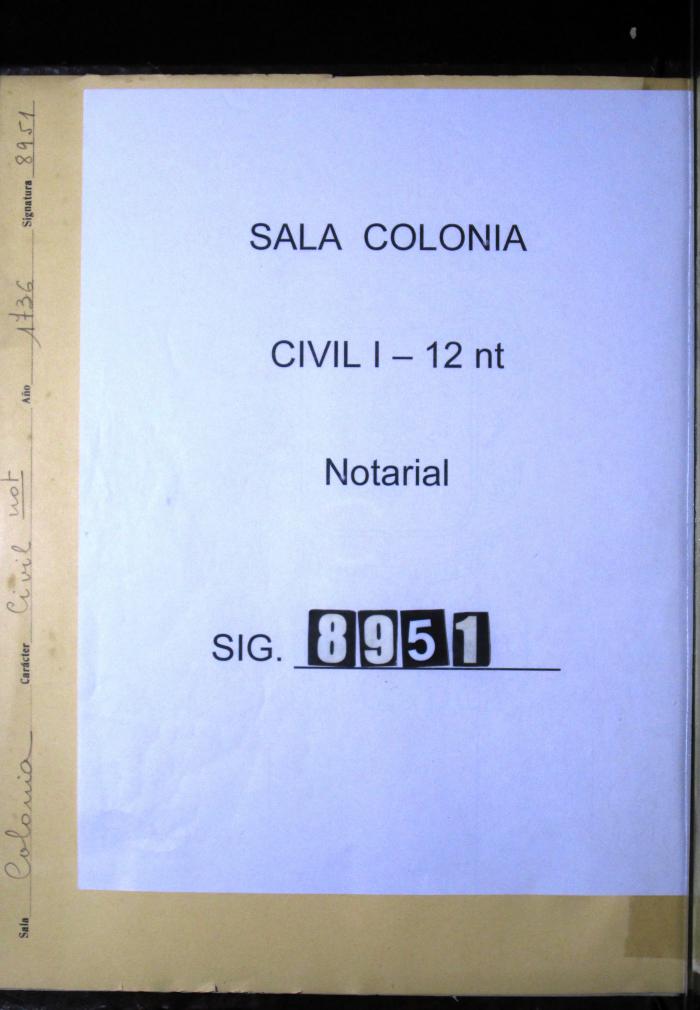 SALA COLONIA
CIVIL I – 12 nt
Notarial
SIG. 8951
Sala Colonia Carácter Civil not Año 1736 Signatura 8951